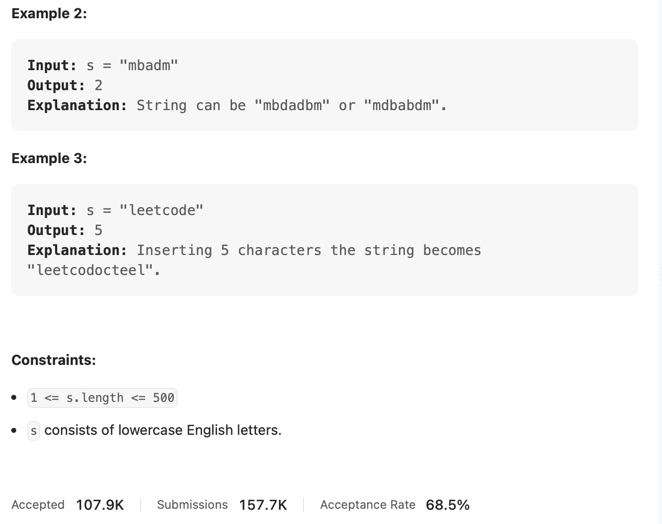 Example 2:
Input: s = "mbadm"
Output: 2
Explanation: String can be "mbdadbm" or "mdbabdm".
Example 3:
Input: s = "leetcode"
Output: 5
Explanation: Inserting 5 characters the string becomes
"leetcodocteel".
Constraints:
• 1 <= s.length <= 500
• s consists of lowercase English letters.
Accepted 107.9K Submissions 157.7K Acceptance Rate 68.5%